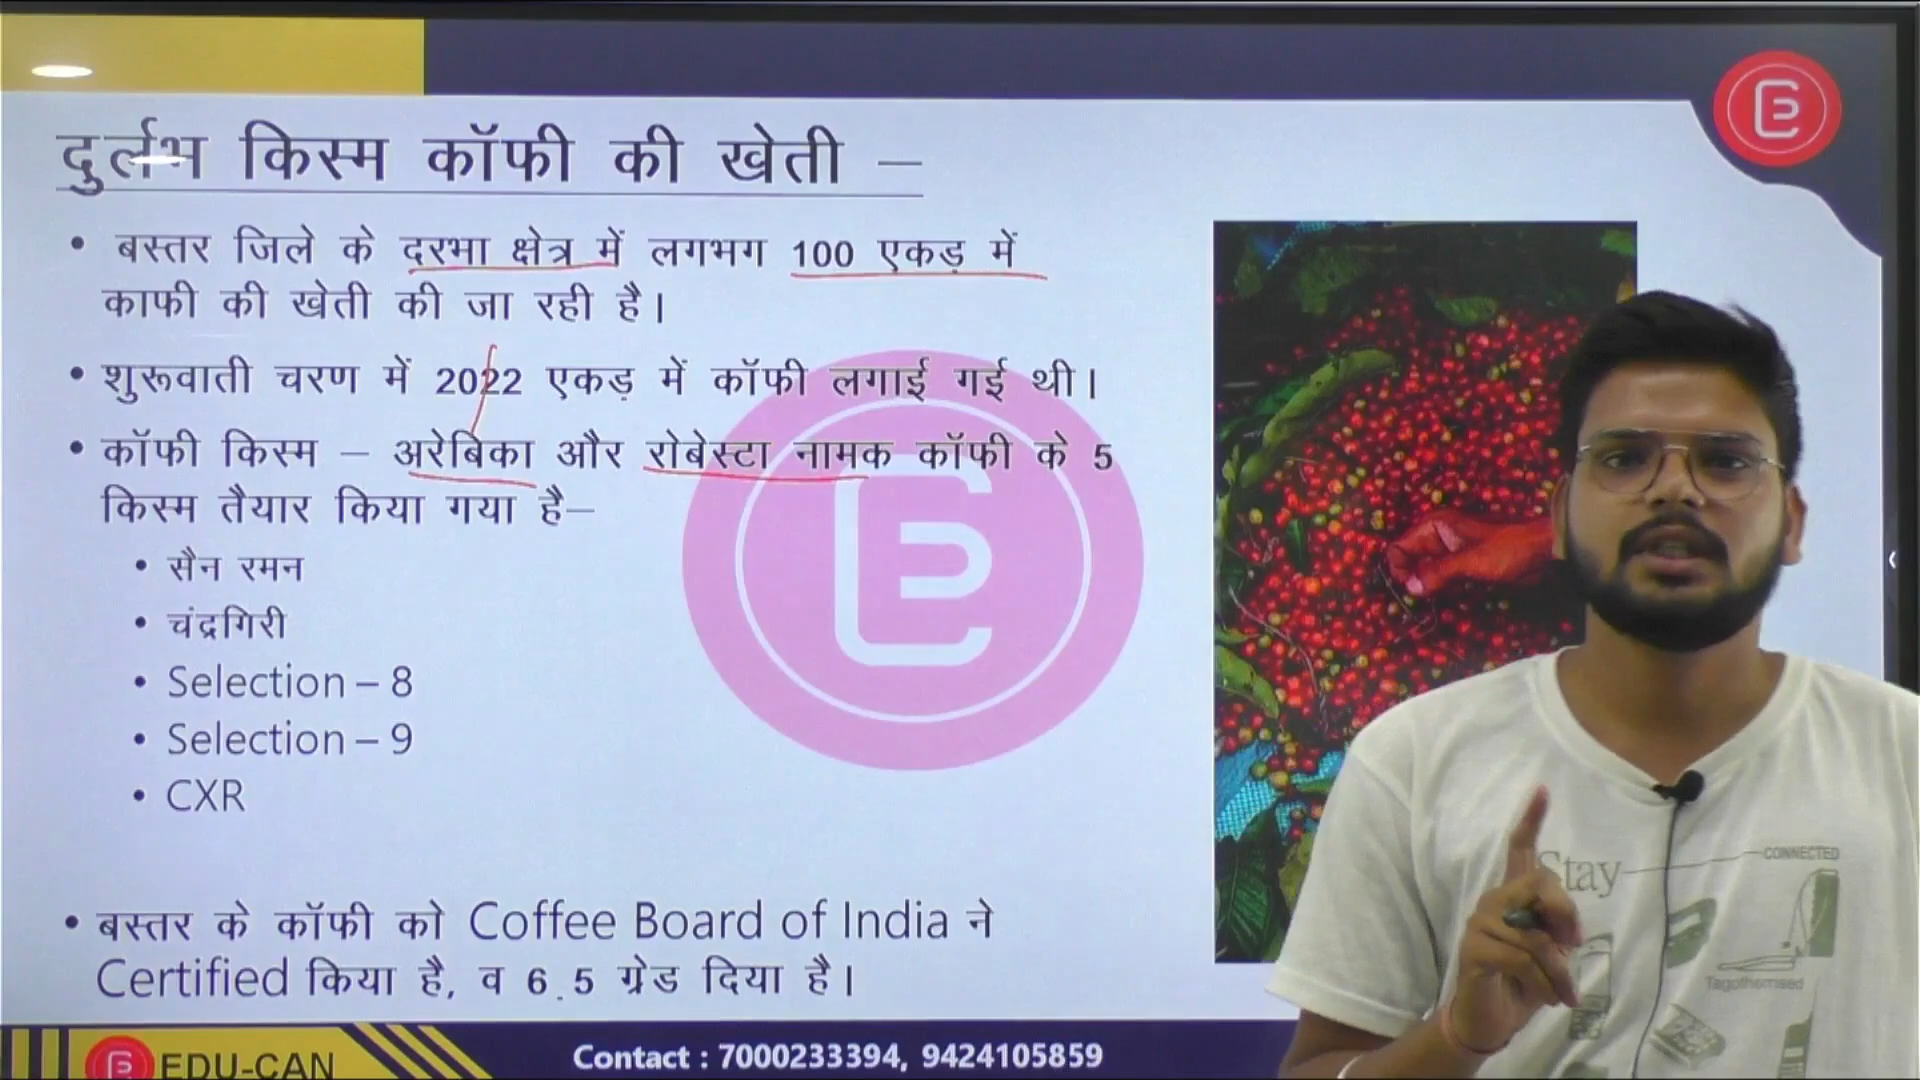 दुर्लभ किस्म कॉफी की खेती –
• बस्तर जिले के दरभा क्षेत्र में लगभग 100 एकड़ में
काफी की खेती की जा रही है।
• शुरूवाती चरण में 2022 एकड़ में कॉफी लगाई गई थी।
• कॉफी किस्म – अरेबिका और रोबेस्टा नामक कॉफी के 5
किस्म तैयार किया गया है–
• सैन रमन
• चंद्रगिरी
• Selection – 8
• Selection – 9
• CXR
• बस्तर के कॉफी को Coffee Board of India ने
Certified किया है, व 6.5 ग्रेड दिया है।
Stay
CONNECTED
EDU-CAN
Contact : 7000233394, 9424105859